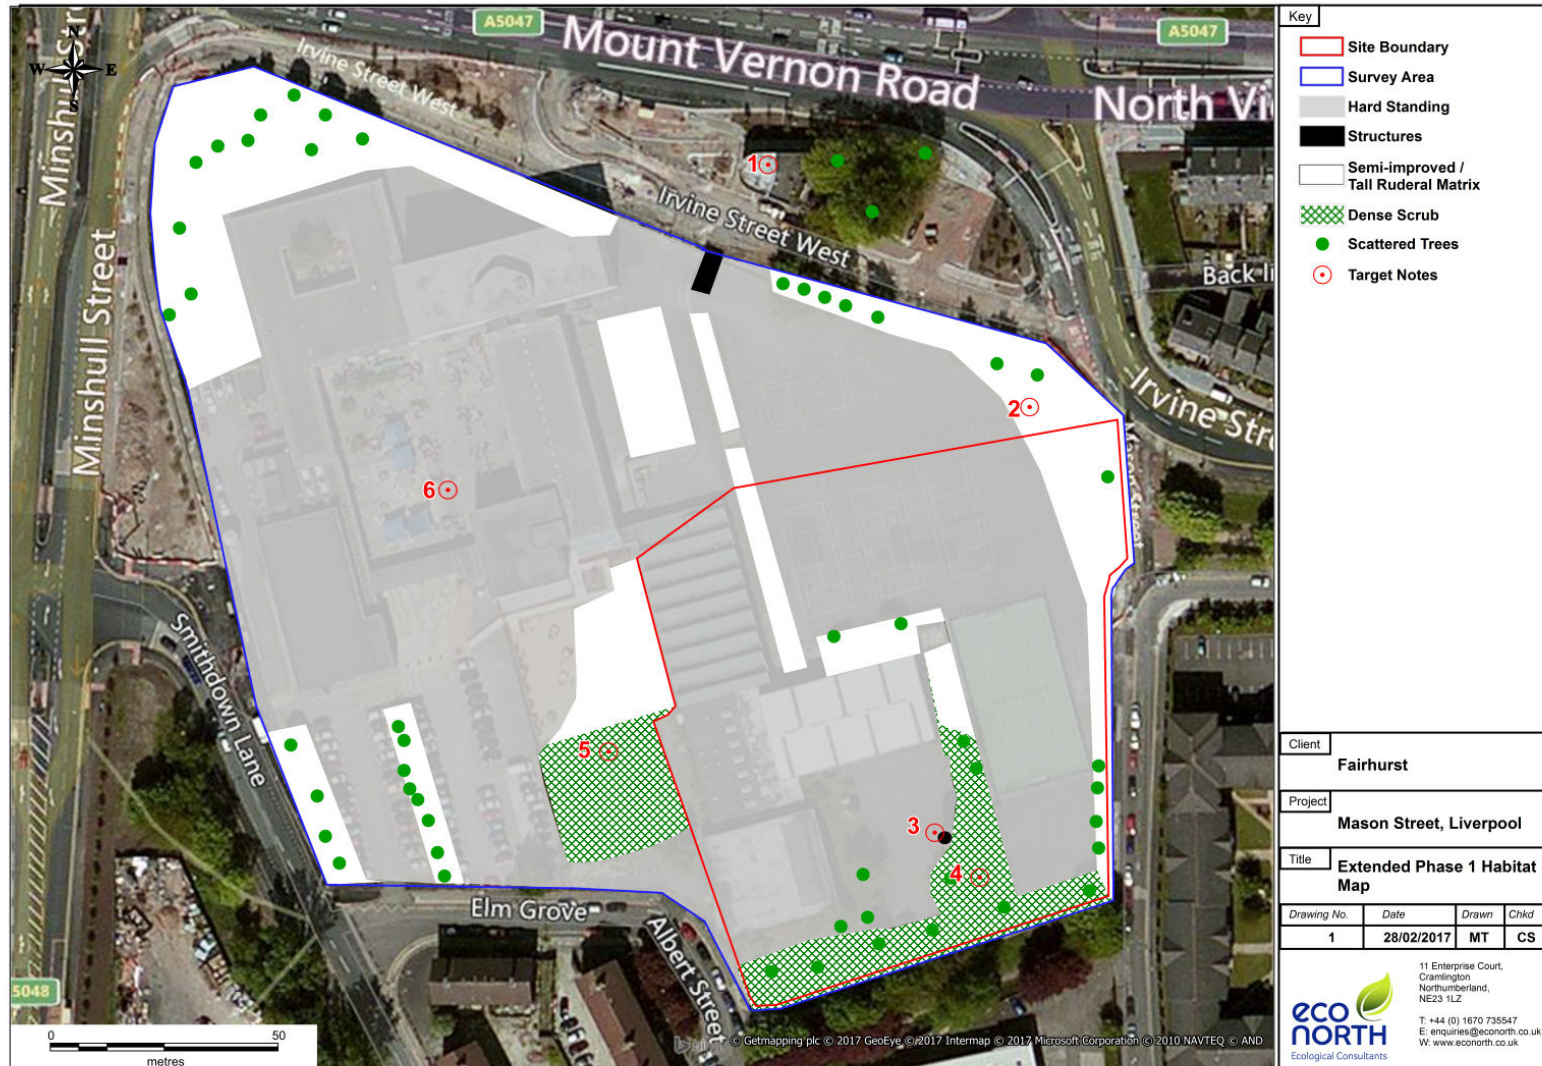 A5047
A5047
Mount Vernon Road
North Vi
Irvine Street West
Irvine Street West
Minshull Street
Minshull Street
N
W E
S
1
Back
Irvine
2
6
Smithdown Lane
5
3
4
Elm Grove
Albert Street
5048
0 50
metres
bing
© Getmapping plc © 2017 GeoEye © 2017 Intermap © 2017 Microsoft Corporation © 2010 NAVTEQ © AND
Key
Site Boundary
Survey Area
Hard Standing
Structures
Semi-improved /
Tall Ruderal Matrix
Dense Scrub
Scattered Trees
Target Notes
Client
Fairhurst
Project
Mason Street, Liverpool
Title
Extended Phase 1 Habitat
Map
Drawing No. Date Drawn Chkd
1 28/02/2017 MT CS
eco
NORTH
Ecological Consultants
11 Enterprise Court,
Cramlington
Northumberland,
NE23 1LZ
T: +44 (0) 1670 735547
E: enquiries@econorth.co.uk
W: www.econorth.co.uk